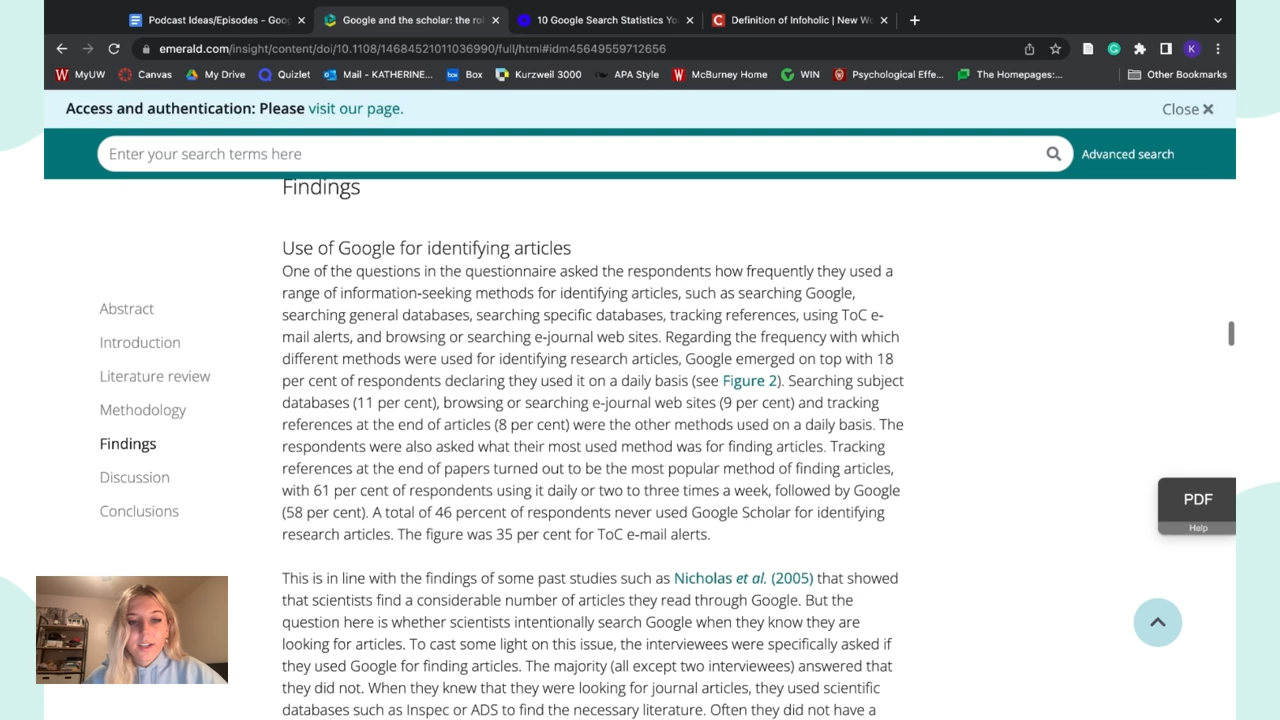 Podcast Ideas/Episodes - Goog
Google and the scholar: the rol
10 Google Search Statistics You
Definition of Infoholic | New Wo
emerald.com/insight/content/doi/10.1108/14684521011036990/full/html#idm45649559712656
K
MyUW
Canvas
My Drive
Quizlet
Mail - KATHERINE...
Box
Kurzweil 3000
APA Style
McBurney Home
WIN
Psychological Effe...
The Homepages:...
Other Bookmarks
Access and authentication: Please visit our page.
Close ×
Enter your search terms here
Advanced search
Abstract
Introduction
Literature review
Methodology
Findings
Discussion
Conclusions
Findings
Use of Google for identifying articles
One of the questions in the questionnaire asked the respondents how frequently they used a
range of information-seeking methods for identifying articles, such as searching Google,
searching general databases, searching specific databases, tracking references, using ToC e-
mail alerts, and browsing or searching e-journal web sites. Regarding the frequency with which
different methods were used for identifying research articles, Google emerged on top with 18
per cent of respondents declaring they used it on a daily basis (see Figure 2). Searching subject
databases (11 per cent), browsing or searching e-journal web sites (9 per cent) and tracking
references at the end of articles (8 per cent) were the other methods used on a daily basis. The
respondents were also asked what their most used method was for finding articles. Tracking
references at the end of papers turned out to be the most popular method of finding articles,
with 61 per cent of respondents using it daily or two to three times a week, followed by Google
(58 per cent). A total of 46 percent of respondents never used Google Scholar for identifying
research articles. The figure was 35 per cent for ToC e-mail alerts.
This is in line with the findings of some past studies such as Nicholas et al. (2005) that showed
that scientists find a considerable number of articles they read through Google. But the
question here is whether scientists intentionally search Google when they know they are
looking for articles. To cast some light on this issue, the interviewees were specifically asked if
they used Google for finding articles. The majority (all except two interviewees) answered that
they did not. When they knew that they were looking for journal articles, they used scientific
databases such as Inspec or ADS to find the necessary literature. Often they did not have a
PDF
Help